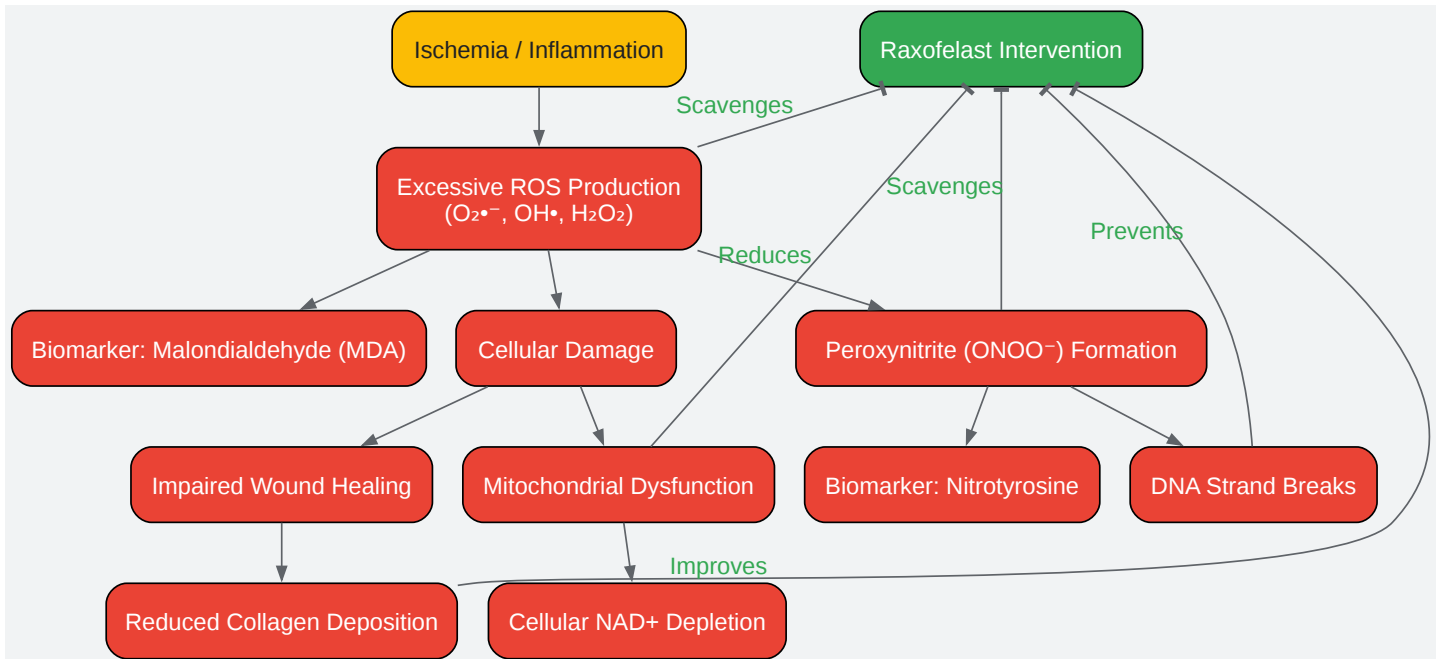 Ischemia / Inflammation
Raxofelast Intervention
Scavenges
Excessive ROS Production
(O₂•⁻, OH•, H₂O₂)
Scavenges
Prevents
Reduces
Biomarker: Malondialdehyde (MDA)
Cellular Damage
Peroxynitrite (ONOO⁻) Formation
Impaired Wound Healing
Mitochondrial Dysfunction
Biomarker: Nitrotyrosine
DNA Strand Breaks
Improves
Reduced Collagen Deposition
Cellular NAD+ Depletion